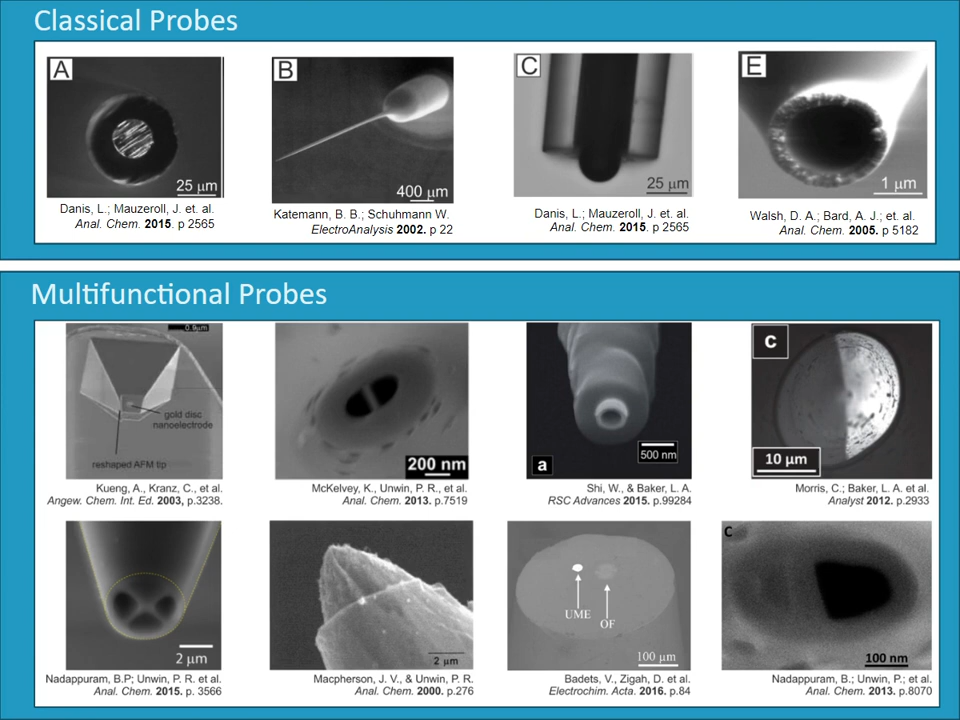 Classical Probes
A
25 µm
Danis, L.; Mauzeroll, J. et. al.
Anal. Chem. 2015. p 2565
B
400 µm
Katemann, B. B.; Schuhmann W.
ElectroAnalysis 2002. p 22
C
25 µm
Danis, L.; Mauzeroll, J. et. al.
Anal. Chem. 2015. p 2565
E
1 µm
Walsh, D. A.; Bard, A. J.; et. al.
Anal. Chem. 2005. p 5182
Multifunctional Probes
0.9µm
gold disc
nanoelectrode
reshaped AFM tip
Kueng, A., Kranz, C., et al.
Angew. Chem. Int. Ed. 2003, p.3238.
200 nm
McKelvey, K., Unwin, P. R., et al.
Anal. Chem. 2013. p.7519
a
500 nm
Shi, W., & Baker, L. A.
RSC Advances 2015. p.99284
c
10 µm
Morris, C.; Baker, L. A. et al.
Analyst 2012. p.2933
2 µm
Nadappuram, B.P; Unwin, P. R. et al.
Anal. Chem. 2015. p. 3566
2 µm
Macpherson, J. V., & Unwin, P. R.
Anal. Chem. 2000. p.276
UME
OF
100 µm
Badets, V., Zigah, D. et al.
Electrochim. Acta. 2016. p.84
C
100 nm
Nadappuram, B.; Unwin, P.; et al.
Anal. Chem. 2013. p.8070